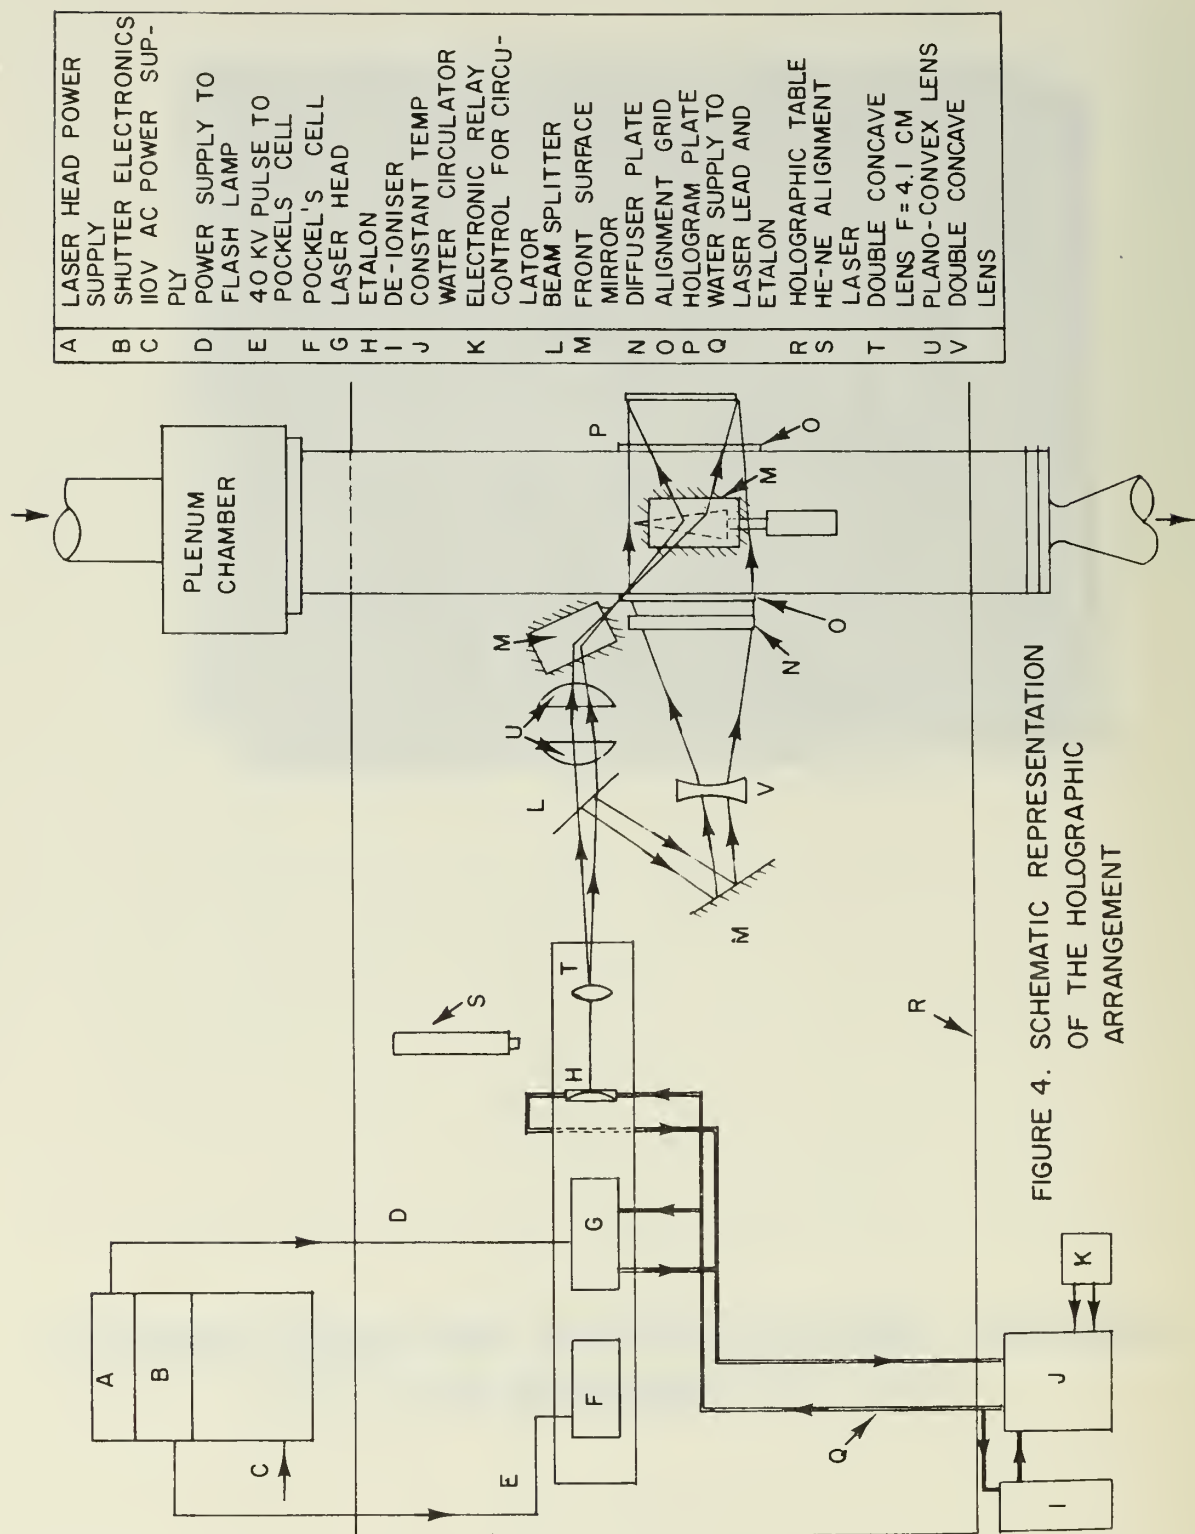 A LASER HEAD POWER
SUPPLY
B SHUTTER ELECTRONICS
C 110V AC POWER SUP-
PLY
D POWER SUPPLY TO
FLASH LAMP
E 40 KV PULSE TO
POCKELS CELL
F POCKEL'S CELL
G LASER HEAD
H ETALON
I DE-IONISER
J CONSTANT TEMP
WATER CIRCULATOR
K ELECTRONIC RELAY
CONTROL FOR CIRCU-
LATOR
L BEAM SPLITTER
M FRONT SURFACE
MIRROR
N DIFFUSER PLATE
O ALIGNMENT GRID
P HOLOGRAM PLATE
Q WATER SUPPLY TO
LASER LEAD AND
ETALON
R HOLOGRAPHIC TABLE
S HE-NE ALIGNMENT
LASER
T DOUBLE CONCAVE
LENS F=4.1 CM
U PLANO-CONVEX LENS
V DOUBLE CONCAVE
LENS
PLENUM
CHAMBER
A
B
C
D
E
F
G
H
T
S
L
U
M
M
V
N
O
M
P
O
R
Q
I
J
K
FIGURE 4. SCHEMATIC REPRESENTATION
OF THE HOLOGRAPHIC
ARRANGEMENT